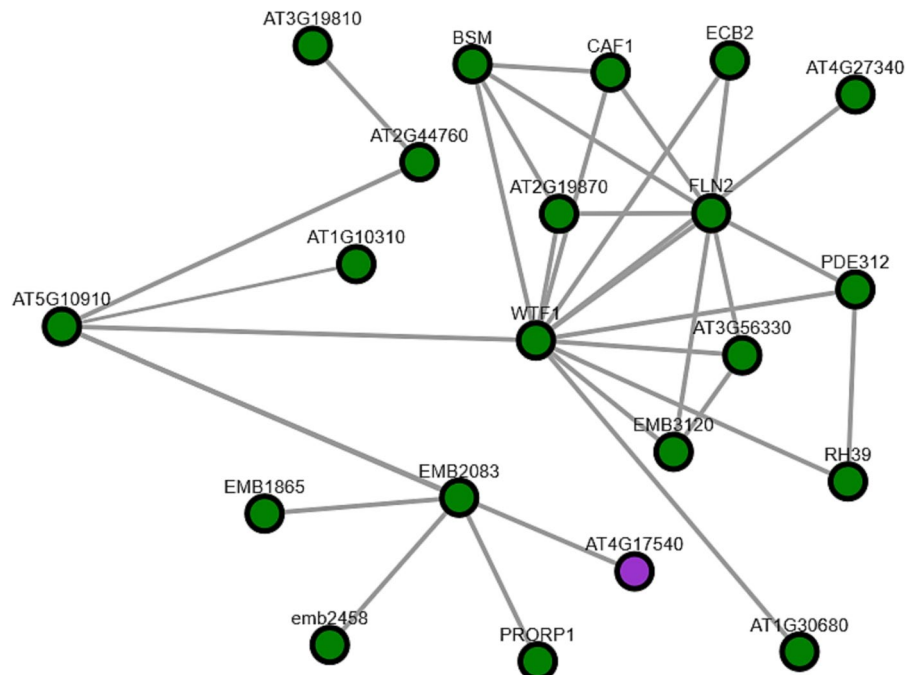 AT3G19810
BSM
CAF1
ECB2
AT4G27340
AT2G44760
AT2G19870
FLN2
AT1G10310
PDE312
AT5G10910
WTF1
AT3G56330
EMB3120
RH39
EMB2083
EMB1865
AT4G17540
emb2458
PRORP1
AT1G30680